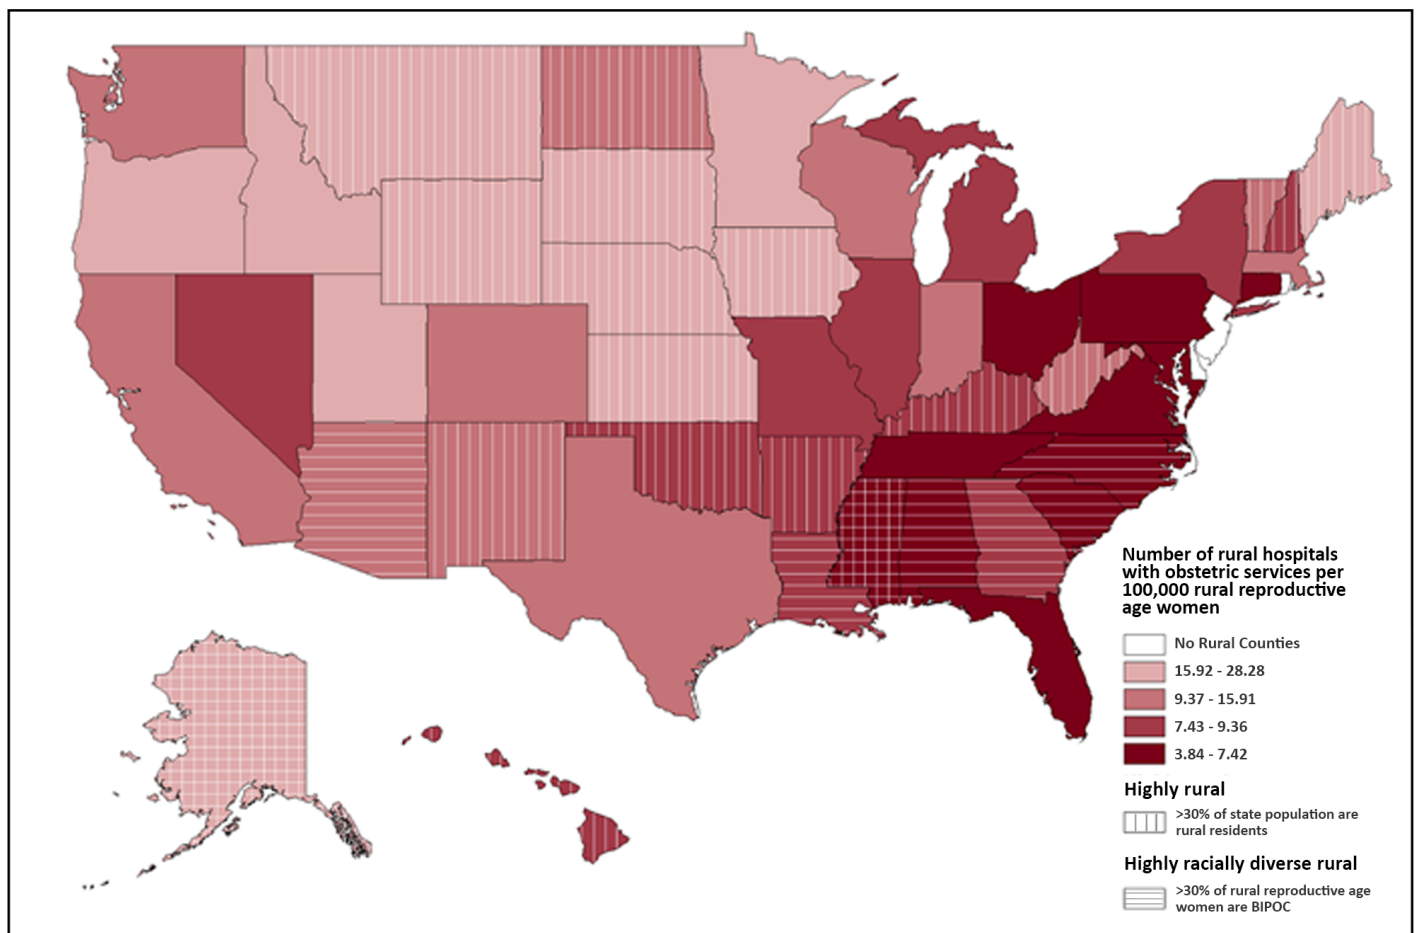 Number of rural hospitals
with obstetric services per
100,000 rural reproductive
age women
No Rural Counties
15.92 - 28.28
9.37 - 15.91
7.43 - 9.36
3.84 - 7.42
Highly rural
>30% of state population are
rural residents
Highly racially diverse rural
>30% of rural reproductive age
women are BIPOC